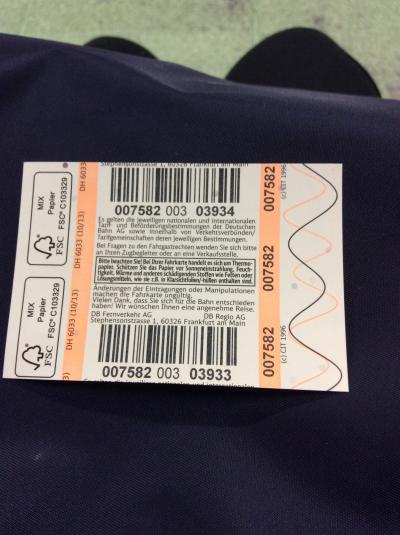 Stephensonstrasse 1, 60326 Frankfurt am Main
007582 003 03934
Es gelten die jeweiligen nationalen und internationalen
Tarif- und Beförderungsbestimmungen der Deutschen
Bahn AG sowie innerhalb von Verkehrsverbünden/
Tarifgemeinschaften deren jeweiligen Bestimmungen.
Bei Fragen zu den Fahrgastrechten wenden Sie sich bitte
an Ihren Zugbegleiter oder an eine Verkaufsstelle.
Bitte beachten Sie! Bei Ihrer Fahrkarte handelt es sich um Thermo-
papier. Schützen Sie das Papier vor Sonneneinstrahlung, Feuch-
tigkeit, Wärme und anderen schädigenden Stoffen wie Fetten oder
Lösungsmitteln, wie sie z.B. in Klarsichtfolien/-hüllen enthalten sind.
Änderungen der Eintragungen oder Manipulationen
machen die Fahrkarte ungültig.
Vielen Dank, dass Sie sich für die Bahn entschieden
haben! Wir wünschen Ihnen eine angenehme Reise.
DB Fernverkehr AG DB Regio AG
Stephensonstrasse 1, 60326 Frankfurt am Main
007582 003 03933
MIX
Papier
FSC® C103329
FSC
DH 6033 (10/13)
MIX
Papier
FSC® C103329
FSC
DH 6033 (10/13)
007582
(c) CIT 1996
007582
007582
(c) CIT 1996